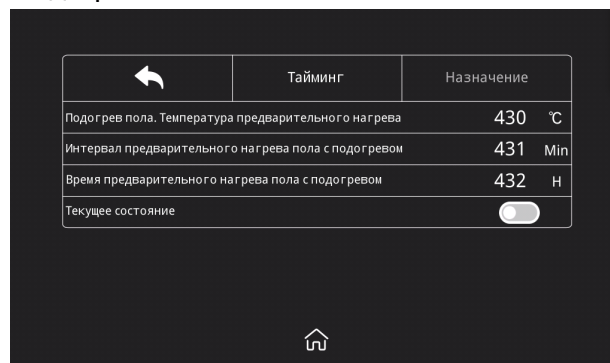 Тайминг Назначение
Подогрев пола. Температура предварительного нагрева 430 ℃
Интервал предварительного нагрева пола с подогревом 431 Min
Время предварительного нагрева пола с подогревом 432 H
Текущее состояние